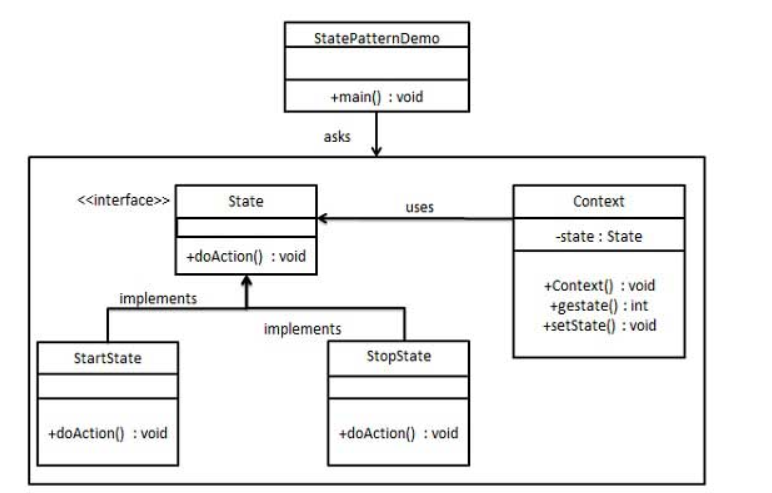 StatePatternDemo
+main() : void
asks
<<interface>>
State
+doAction() : void
uses
Context
-state : State
+Context() : void
+gestate() : int
+setState() : void
implements
implements
StartState
+doAction() : void
StopState
+doAction() : void